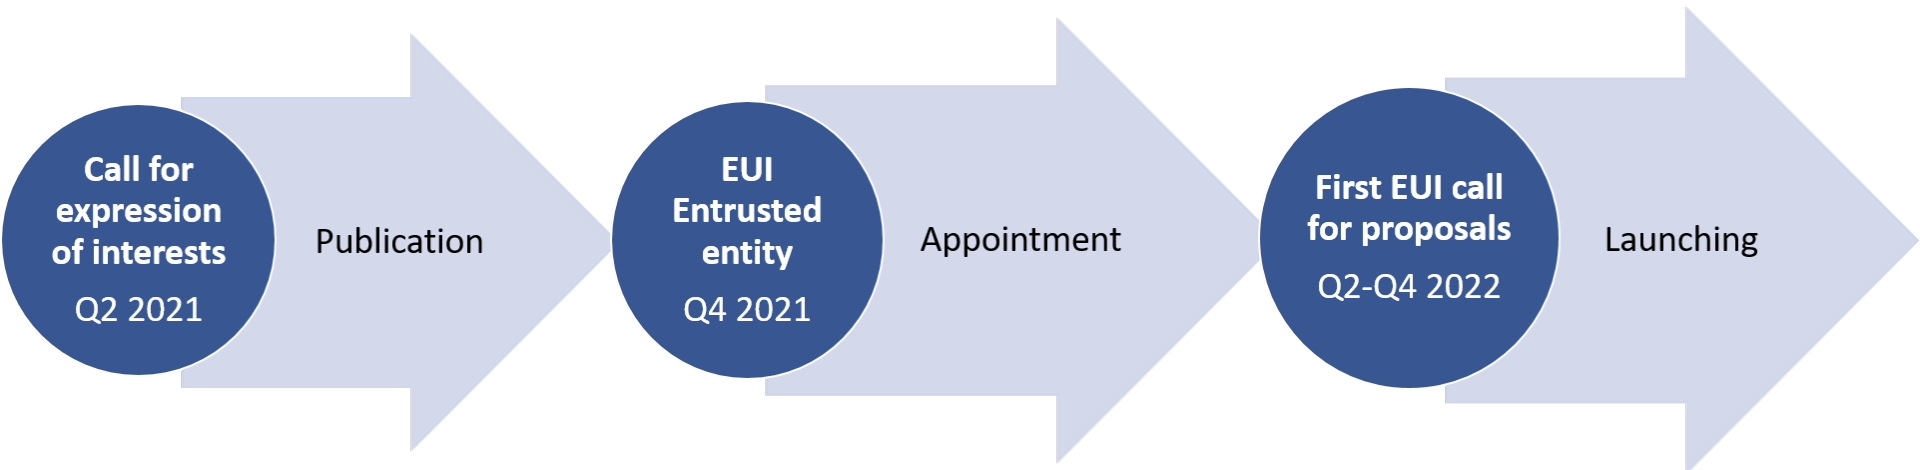 Call for
expression
of interests
Q2 2021
Publication
EUI
Entrusted
entity
Q4 2021
Appointment
First EUI call
for proposals
Q2-Q4 2022
Launching